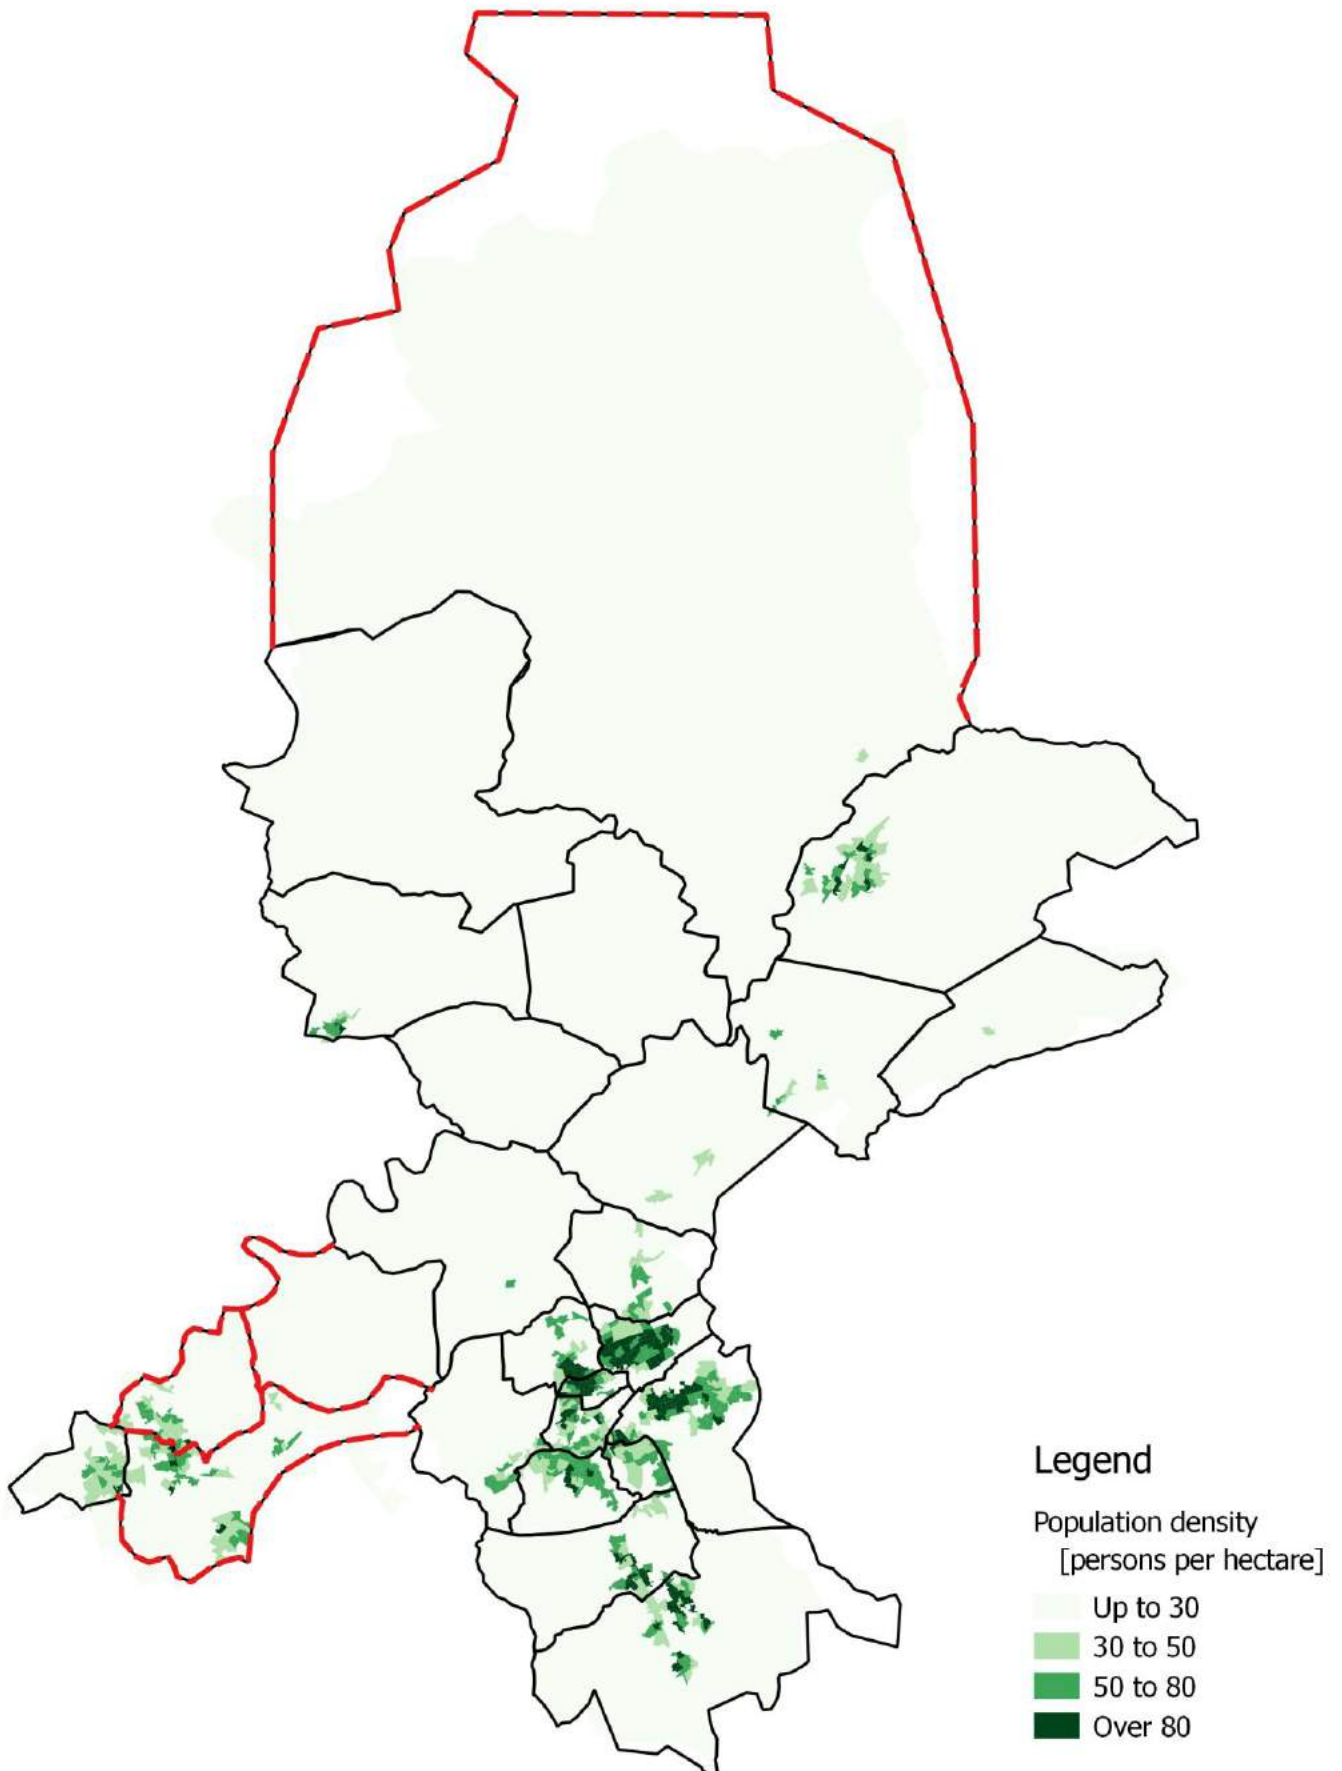 Legend
Population density
[persons per hectare]
Up to 30
30 to 50
50 to 80
Over 80